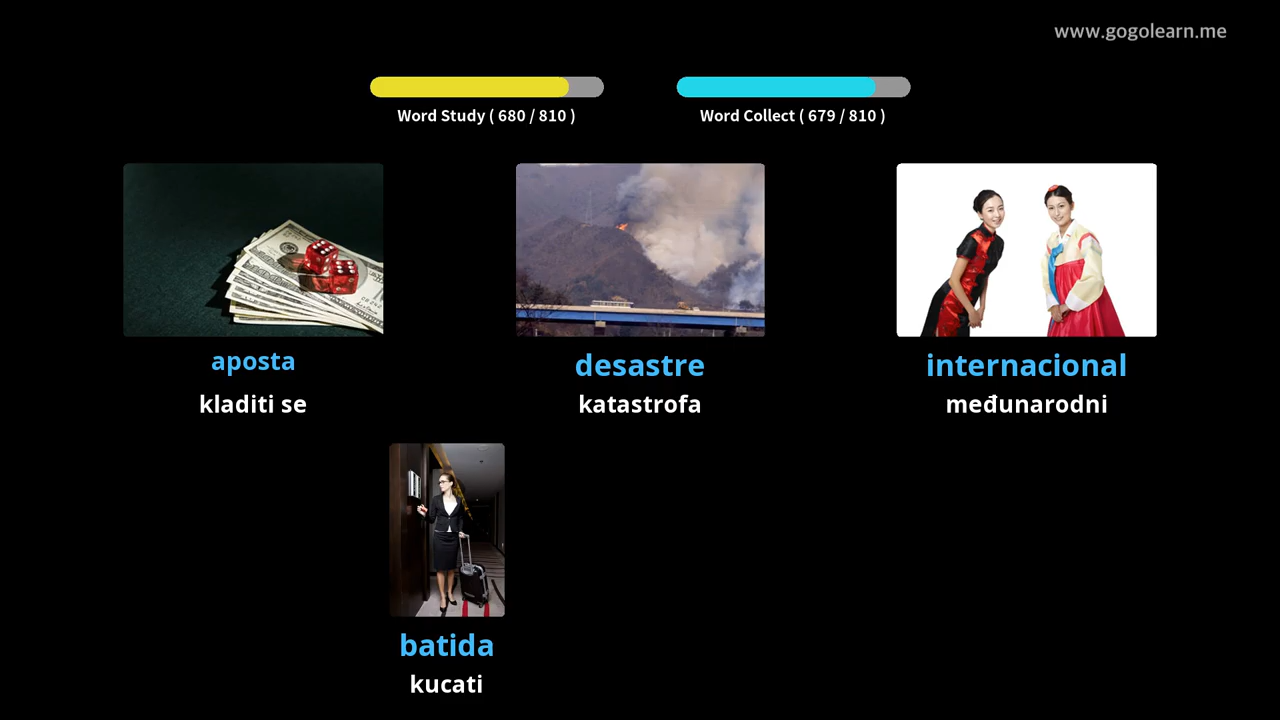 www.gogolearn.me
Word Study ( 680 / 810 )
Word Collect ( 679 / 810 )
aposta
desastre
internacional
kladiti se
katastrofa
međunarodni
batida
kucati